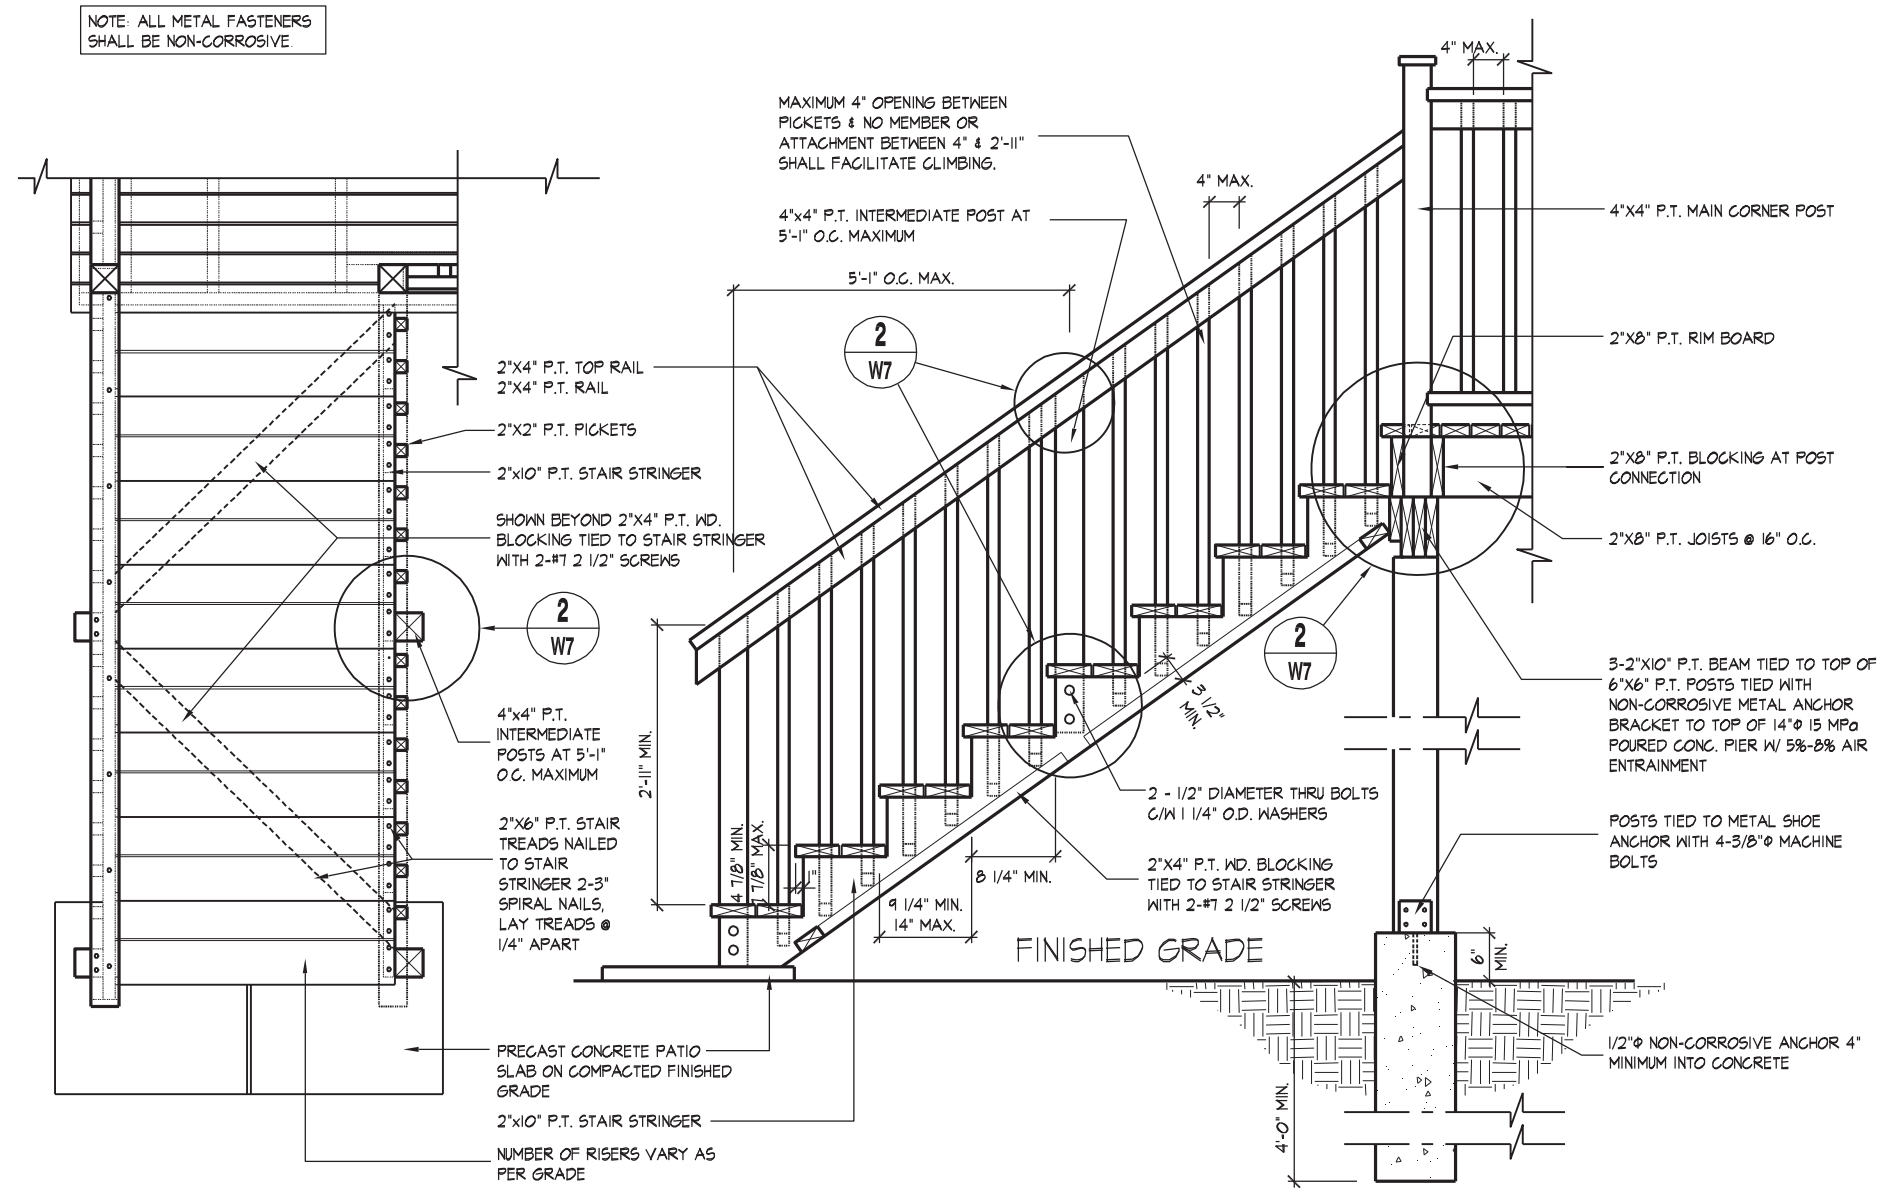 NOTE: ALL METAL FASTENERS
SHALL BE NON-CORROSIVE.
4" MAX.
MAXIMUM 4" OPENING BETWEEN
PICKETS & NO MEMBER OR
ATTACHMENT BETWEEN 4" & 2'-11"
SHALL FACILITATE CLIMBING.
4" MAX.
4"x4" P.T. INTERMEDIATE POST AT
5'-1" O.C. MAXIMUM
4"X4" P.T. MAIN CORNER POST
5'-1" O.C. MAX.
2
W7
2"X8" P.T. RIM BOARD
2"X4" P.T. TOP RAIL
2"X4" P.T. RAIL
2"X2" P.T. PICKETS
2"x10" P.T. STAIR STRINGER
2"X8" P.T. BLOCKING AT POST
CONNECTION
SHOWN BEYOND 2"X4" P.T. WD.
BLOCKING TIED TO STAIR STRINGER
WITH 2-#7 2 1/2" SCREWS
2"X8" P.T. JOISTS @ 16" O.C.
2
W7
2
W7
3-2"X10" P.T. BEAM TIED TO TOP OF
6"X6" P.T. POSTS TIED WITH
NON-CORROSIVE METAL ANCHOR
BRACKET TO TOP OF 14"Φ 15 MPa
POURED CONC. PIER W/ 5%-8% AIR
ENTRAINMENT
3 1/2"
MIN.
4"x4" P.T.
INTERMEDIATE
POSTS AT 5'-1"
O.C. MAXIMUM
2'-11" MIN.
2 - 1/2" DIAMETER THRU BOLTS
C/W 1 1/4" O.D. WASHERS
4 7/8" MIN.
7 7/8" MAX.
1"
8 1/4" MIN.
9 1/4" MIN.
14" MAX.
2"X4" P.T. WD. BLOCKING
TIED TO STAIR STRINGER
WITH 2-#7 2 1/2" SCREWS
POSTS TIED TO METAL SHOE
ANCHOR WITH 4-3/8"Φ MACHINE
BOLTS
2"X6" P.T. STAIR
TREADS NAILED
TO STAIR
STRINGER 2-3"
SPIRAL NAILS,
LAY TREADS @
1/4" APART
FINISHED GRADE
6"
MIN.
PRECAST CONCRETE PATIO
SLAB ON COMPACTED FINISHED
GRADE
1/2"Φ NON-CORROSIVE ANCHOR 4"
MINIMUM INTO CONCRETE
4'-0" MIN.
2"x10" P.T. STAIR STRINGER
NUMBER OF RISERS VARY AS
PER GRADE